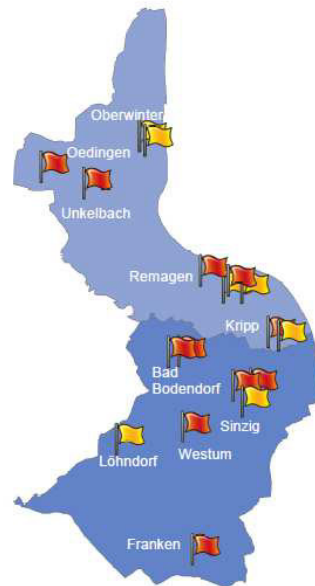 Oberwinter
Oedingen
Unkelbach
Remagen
Kripp
Bad
Bodendorf
Sinzig
Westum
Löhndorf
Franken